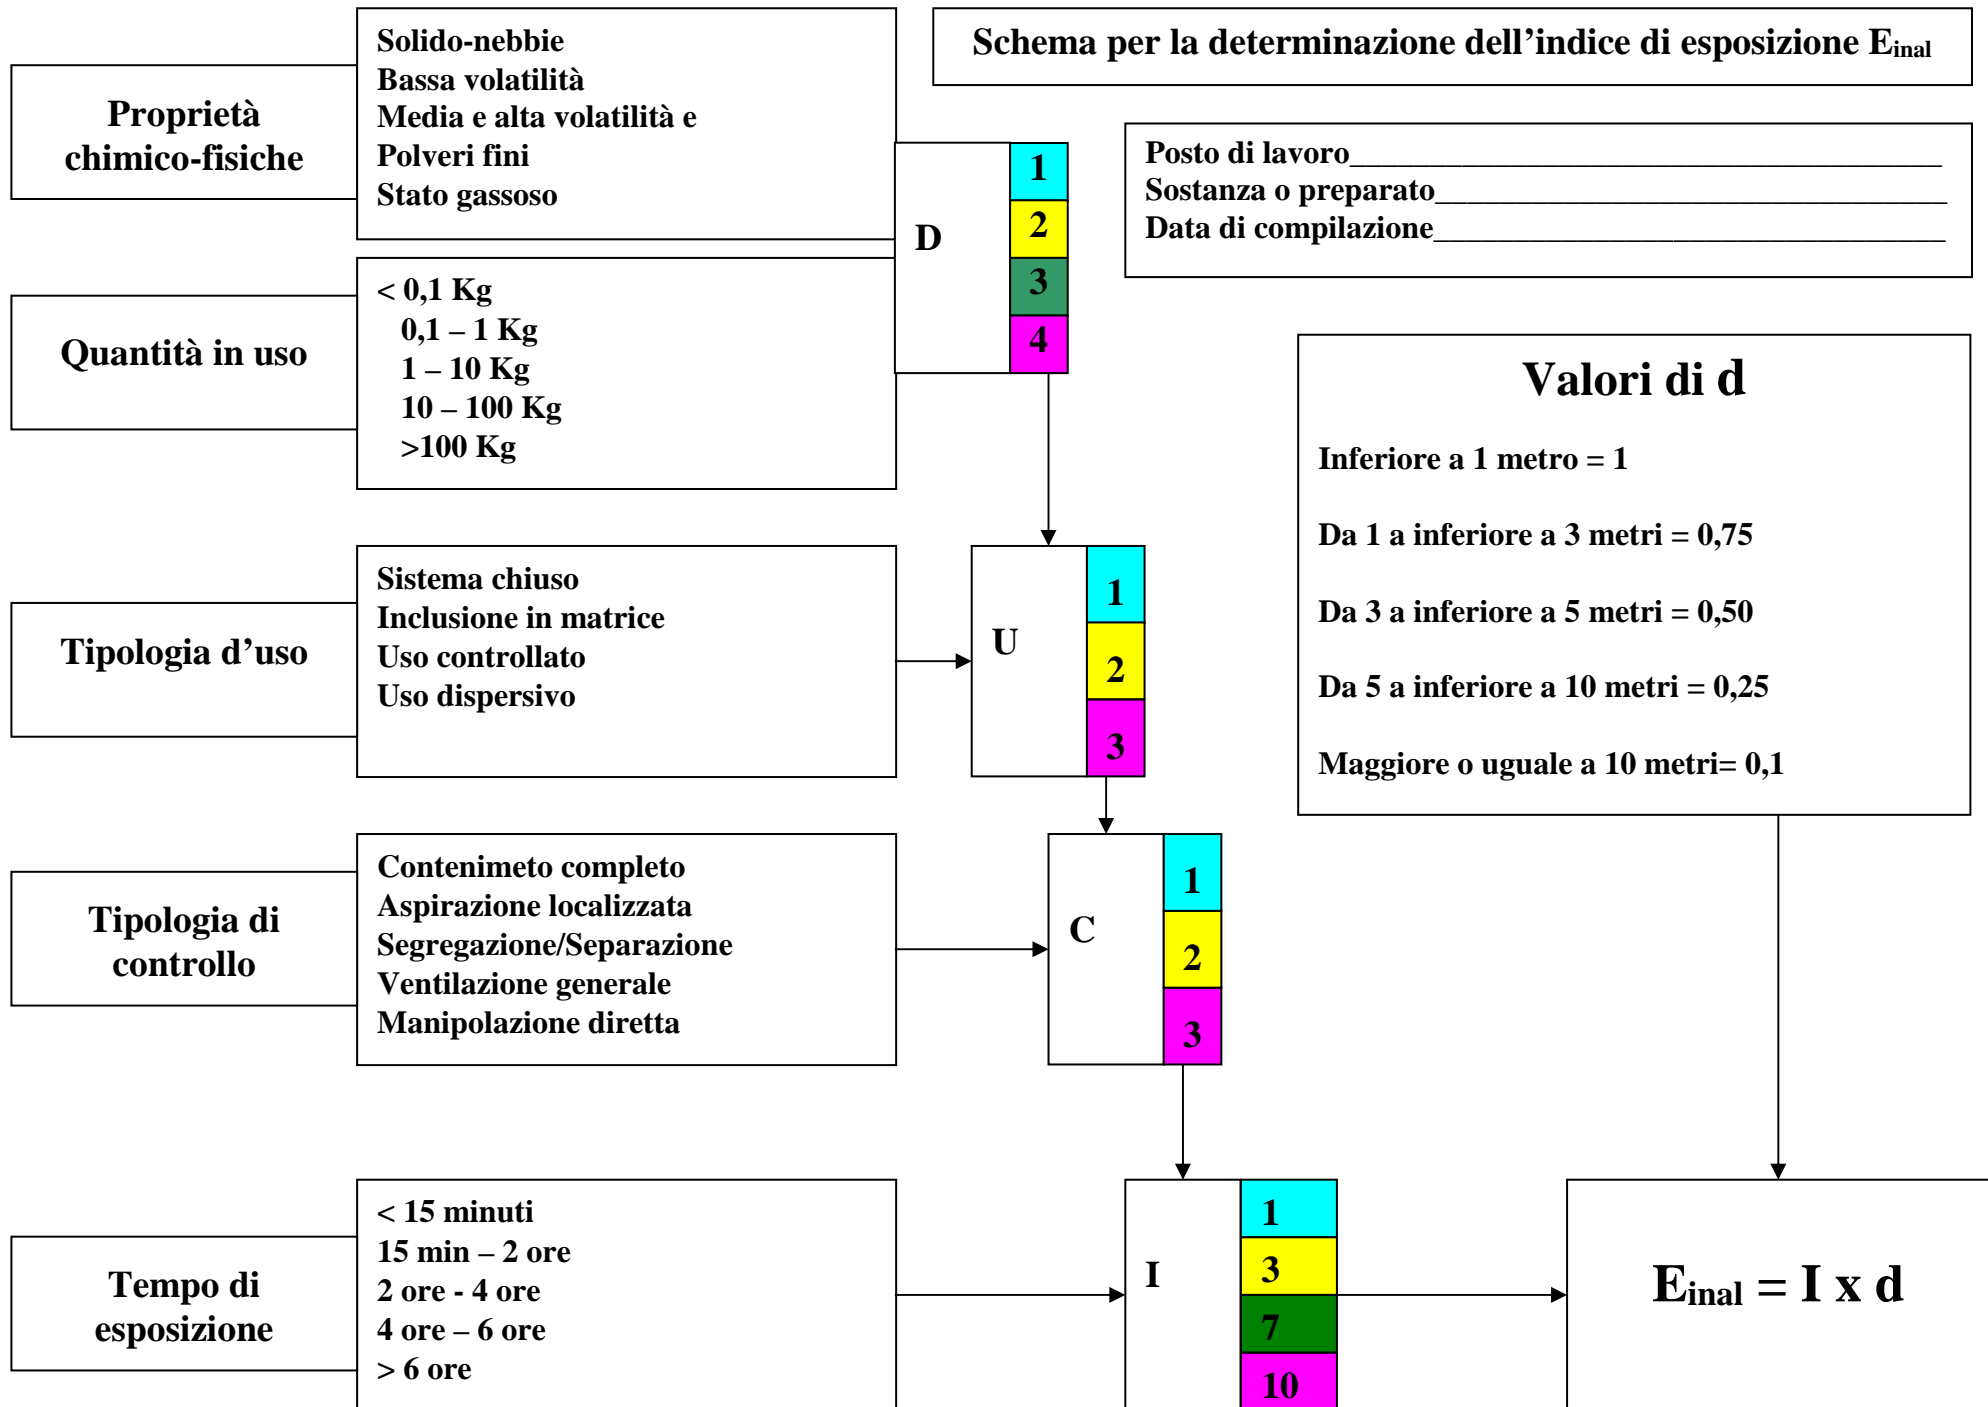 Schema per la determinazione dell’indice di esposizione Einal
Proprietà
chimico-fisiche
Solido-nebbie
Bassa volatilità
Media e alta volatilità e
Polveri fini
Stato gassoso
Posto di lavoro_____________________________________
Sostanza o preparato________________________________
Data di compilazione________________________________
Quantità in uso
< 0,1 Kg
0,1 – 1 Kg
1 – 10 Kg
10 – 100 Kg
>100 Kg
D
1
2
3
4
Valori di d
Inferiore a 1 metro = 1
Da 1 a inferiore a 3 metri = 0,75
Da 3 a inferiore a 5 metri = 0,50
Da 5 a inferiore a 10 metri = 0,25
Maggiore o uguale a 10 metri= 0,1
Tipologia d’uso
Sistema chiuso
Inclusione in matrice
Uso controllato
Uso dispersivo
U
1
2
3
Tipologia di
controllo
Contenimeto completo
Aspirazione localizzata
Segregazione/Separazione
Ventilazione generale
Manipolazione diretta
C
1
2
3
Tempo di
esposizione
< 15 minuti
15 min – 2 ore
2 ore - 4 ore
4 ore – 6 ore
> 6 ore
I
1
3
7
10
Einal = I x d